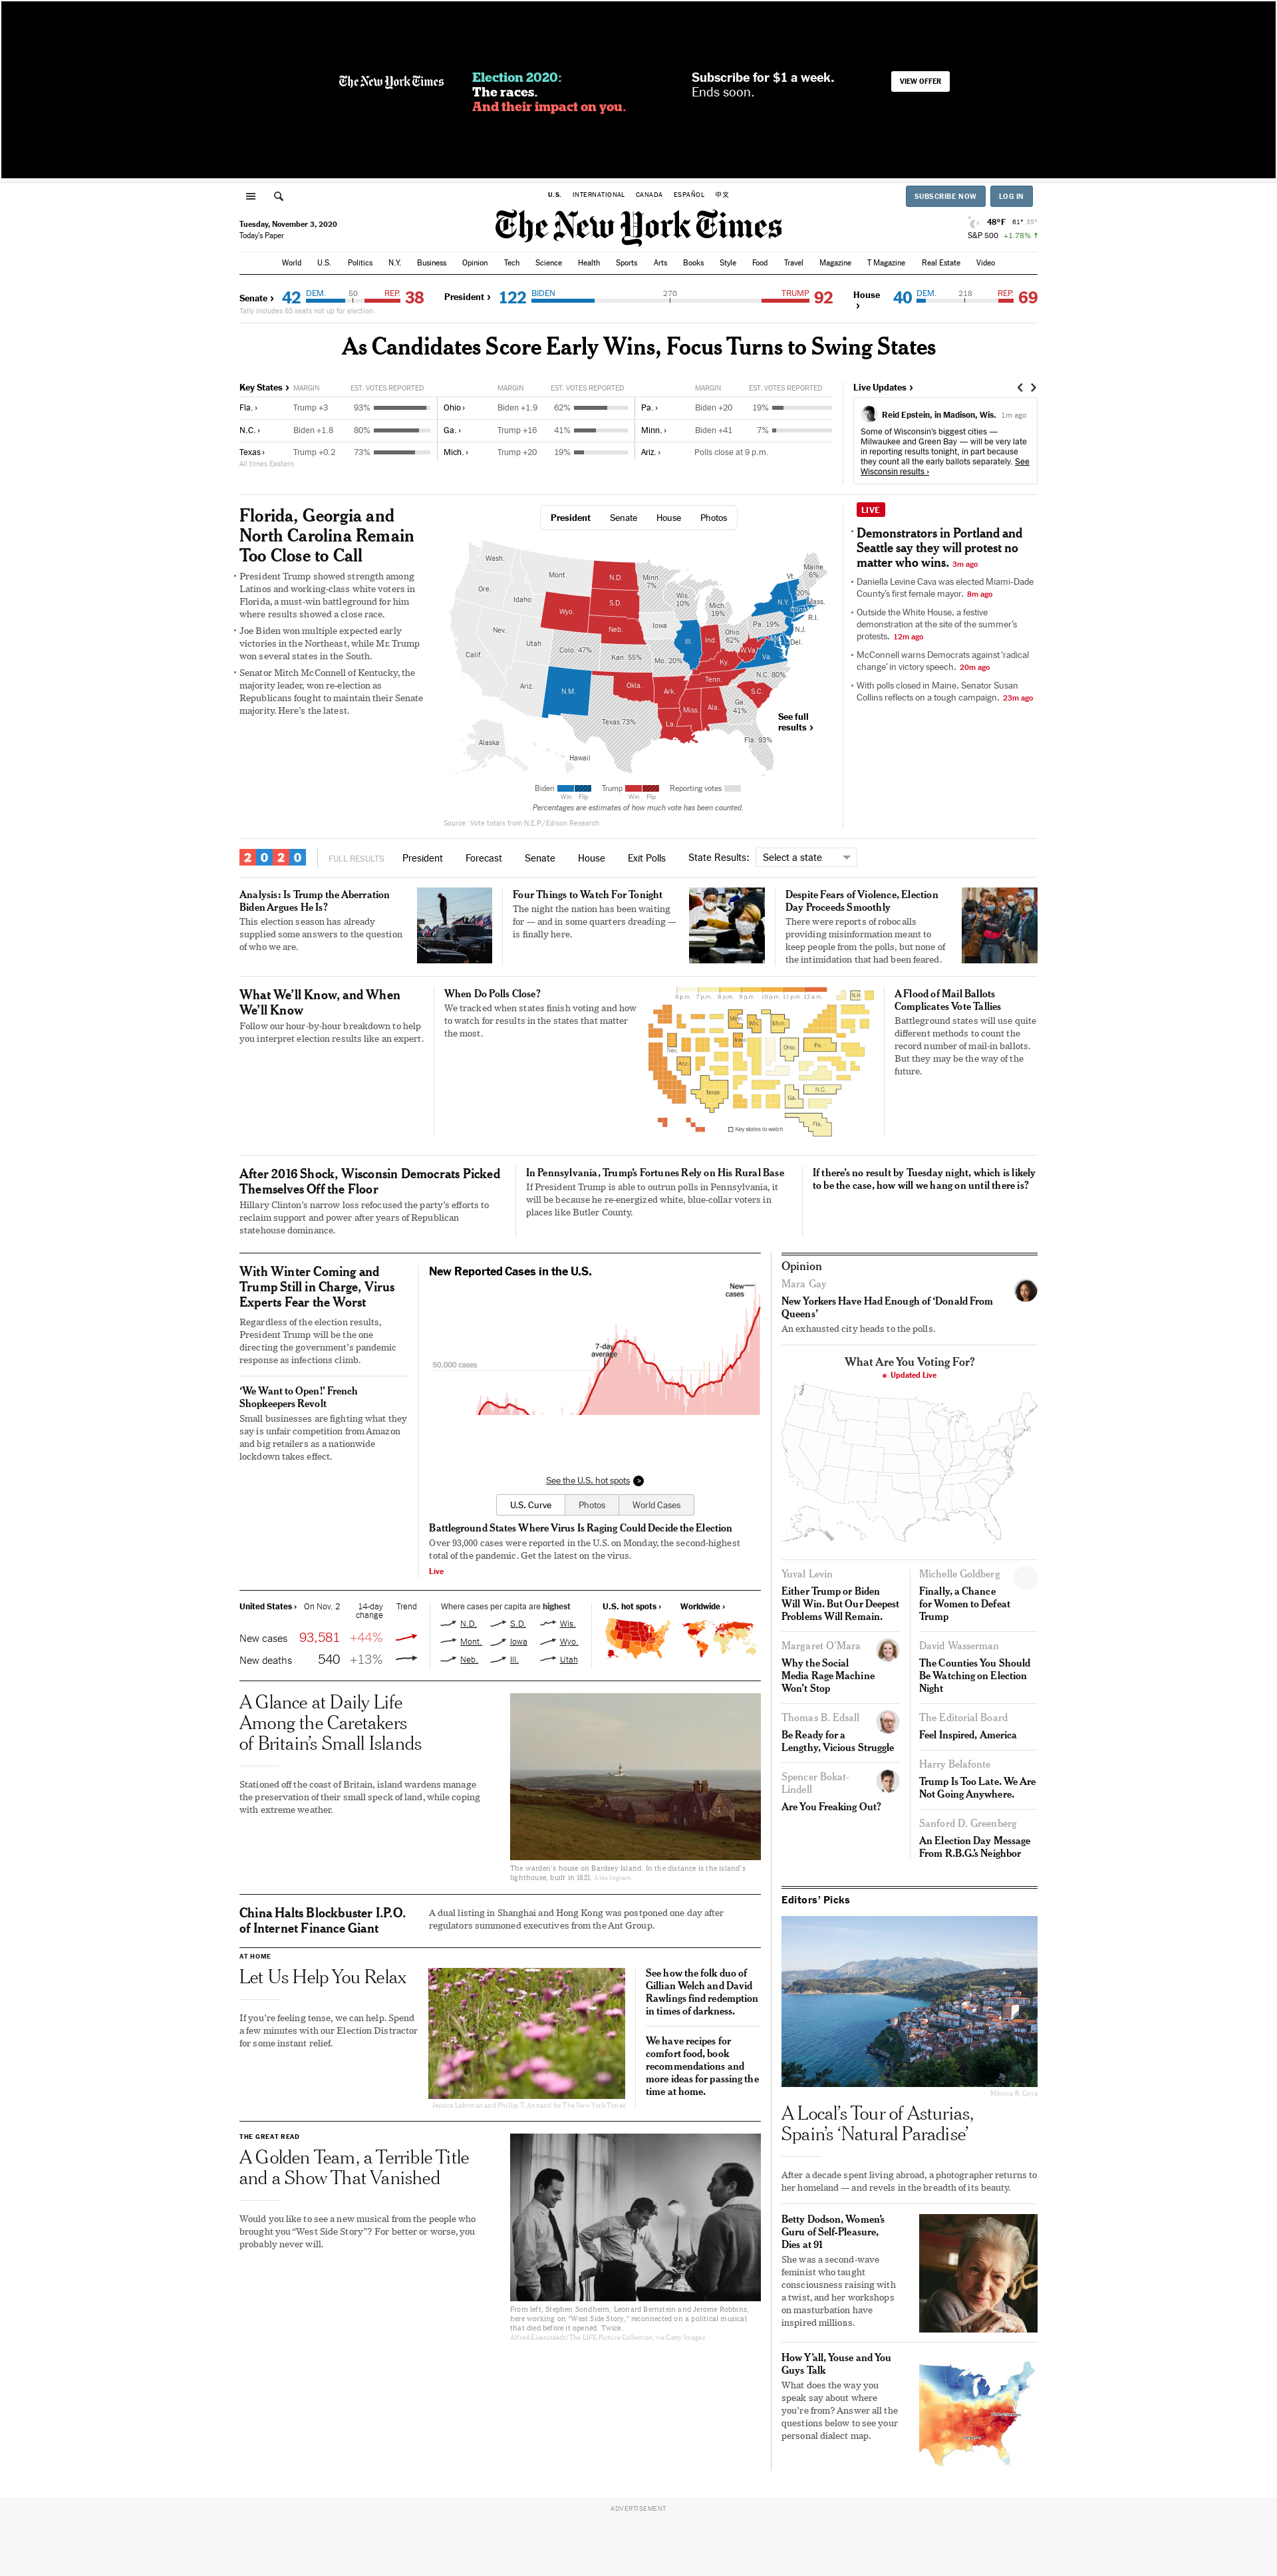 The New York Times
Election 2020:
The races.
And their impact on you.
Subscribe for $1 a week.
Ends soon.
VIEW OFFER
U.S. INTERNATIONAL CANADA ESPAÑOL 中文
SUBSCRIBE NOW LOG IN
Tuesday, November 3, 2020
Today's Paper
The New York Times
48°F 61° 35°
S&P 500 +1.78%
World U.S. Politics N.Y. Business Opinion Tech Science Health Sports Arts Books Style Food Travel Magazine T Magazine Real Estate Video
Senate › 42 DEM. 50 REP. 38
Tally includes 65 seats not up for election.
President › 122 BIDEN 270 TRUMP 92
House › 40 DEM. 218 REP. 69
As Candidates Score Early Wins, Focus Turns to Swing States
Key States › MARGIN EST. VOTES REPORTED MARGIN EST. VOTES REPORTED MARGIN EST. VOTES REPORTED
Fla. › Trump +3 93% Ohio › Biden +1.9 62% Pa. › Biden +20 19%
N.C. › Biden +1.8 80% Ga. › Trump +16 41% Minn. › Biden +41 7%
Texas › Trump +0.2 73% Mich. › Trump +20 19% Ariz. › Polls close at 9 p.m.
All times Eastern
Live Updates ›
Reid Epstein, in Madison, Wis. 1m ago
Some of Wisconsin's biggest cities —
Milwaukee and Green Bay — will be very late
in reporting results tonight, in part because
they count all the early ballots separately. See
Wisconsin results ›
Florida, Georgia and
North Carolina Remain
Too Close to Call
• President Trump showed strength among
Latinos and working-class white voters in
Florida, a must-win battleground for him
where results showed a close race.
• Joe Biden won multiple expected early
victories in the Northeast, while Mr. Trump
won several states in the South.
• Senator Mitch McConnell of Kentucky, the
majority leader, won re-election as
Republicans fought to maintain their Senate
majority. Here's the latest.
President Senate House Photos
Wash.
Mont.
N.D.
Minn.
7%
Maine
6%
Vt.
Ore.
Idaho
Wyo.
S.D.
Wis.
10%
Mich.
19%
N.Y.
20%
Mass.
Conn.
R.I.
Nev.
Neb.
Iowa
Ohio
62%
Pa. 19%
N.J.
Del.
Utah
Colo. 47%
Kan. 55%
Mo. 20%
Ill.
Ind.
W.Va.
Va.
Calif.
Ky.
Ariz.
N.M.
Okla.
Ark.
Tenn.
N.C. 80%
S.C.
Miss.
Ala.
Ga.
41%
Texas 73%
La.
Fla. 93%
Alaska
Hawaii
See full
results ›
Biden Trump Reporting votes
Win Flip Win Flip
Percentages are estimates of how much vote has been counted.
Source: Vote totals from N.E.P./Edison Research
LIVE
• Demonstrators in Portland and
Seattle say they will protest no
matter who wins. 3m ago
• Daniella Levine Cava was elected Miami-Dade
County's first female mayor. 8m ago
• Outside the White House, a festive
demonstration at the site of the summer's
protests. 12m ago
• McConnell warns Democrats against 'radical
change' in victory speech. 20m ago
• With polls closed in Maine, Senator Susan
Collins reflects on a tough campaign. 23m ago
2020 FULL RESULTS President Forecast Senate House Exit Polls State Results: Select a state
Analysis: Is Trump the Aberration
Biden Argues He Is?
This election season has already
supplied some answers to the question
of who we are.
Four Things to Watch For Tonight
The night the nation has been waiting
for — and in some quarters dreading —
is finally here.
Despite Fears of Violence, Election
Day Proceeds Smoothly
There were reports of robocalls
providing misinformation meant to
keep people from the polls, but none of
the intimidation that had been feared.
What We'll Know, and When
We'll Know
Follow our hour-by-hour breakdown to help
you interpret election results like an expert.
When Do Polls Close?
We tracked when states finish voting and how
to watch for results in the states that matter
the most.
6 p.m. 7 p.m. 8 p.m. 9 p.m. 10 p.m. 11 p.m. 12 a.m.
N.H.
Minn.
Wis.
Mich.
Nev.
Iowa
Ohio
Pa.
Ariz.
N.C.
Texas
Ga.
Fla.
Key states to watch
A Flood of Mail Ballots
Complicates Vote Tallies
Battleground states will use quite
different methods to count the
record number of mail-in ballots.
But they may be the way of the
future.
After 2016 Shock, Wisconsin Democrats Picked
Themselves Off the Floor
Hillary Clinton's narrow loss refocused the party's efforts to
reclaim support and power after years of Republican
statehouse dominance.
In Pennsylvania, Trump's Fortunes Rely on His Rural Base
If President Trump is able to outrun polls in Pennsylvania, it
will be because he re-energized white, blue-collar voters in
places like Butler County.
If there's no result by Tuesday night, which is likely
to be the case, how will we hang on until there is?
With Winter Coming and
Trump Still in Charge, Virus
Experts Fear the Worst
Regardless of the election results,
President Trump will be the one
directing the government's pandemic
response as infections climb.
'We Want to Open!' French
Shopkeepers Revolt
Small businesses are fighting what they
say is unfair competition from Amazon
and big retailers as a nationwide
lockdown takes effect.
New Reported Cases in the U.S.
New
cases
7-day
average
50,000 cases
See the U.S. hot spots
U.S. Curve Photos World Cases
Battleground States Where Virus Is Raging Could Decide the Election
Over 93,000 cases were reported in the U.S. on Monday, the second-highest
total of the pandemic. Get the latest on the virus.
Live
United States › On Nov. 2 14-day
change Trend
New cases 93,581 +44%
New deaths 540 +13%
Where cases per capita are highest
N.D. S.D. Wis.
Mont. Iowa Wyo.
Neb. Ill. Utah
U.S. hot spots › Worldwide ›
A Glance at Daily Life
Among the Caretakers
of Britain's Small Islands
Stationed off the coast of Britain, island wardens manage
the preservation of their small speck of land, while coping
with extreme weather.
The warden's house on Bardsey Island. In the distance is the island's
lighthouse, built in 1821. Alex Ingram
China Halts Blockbuster I.P.O.
of Internet Finance Giant
A dual listing in Shanghai and Hong Kong was postponed one day after
regulators summoned executives from the Ant Group.
AT HOME
Let Us Help You Relax
If you're feeling tense, we can help. Spend
a few minutes with our Election Distractor
for some instant relief.
Jessica Lehrman and Phillip T. Annand for The New York Times
See how the folk duo of
Gillian Welch and David
Rawlings find redemption
in times of darkness.
We have recipes for
comfort food, book
recommendations and
more ideas for passing the
time at home.
THE GREAT READ
A Golden Team, a Terrible Title
and a Show That Vanished
Would you like to see a new musical from the people who
brought you "West Side Story"? For better or worse, you
probably never will.
From left, Stephen Sondheim, Leonard Bernstein and Jerome Robbins,
here working on "West Side Story," reconnected on a political musical
that died before it opened. Twice.
Alfred Eisenstaedt/The LIFE Picture Collection, via Getty Images
Opinion
Mara Gay
New Yorkers Have Had Enough of 'Donald From
Queens'
An exhausted city heads to the polls.
What Are You Voting For?
Updated Live
Yuval Levin
Either Trump or Biden
Will Win. But Our Deepest
Problems Will Remain.
Margaret O'Mara
Why the Social
Media Rage Machine
Won't Stop
Thomas B. Edsall
Be Ready for a
Lengthy, Vicious Struggle
Spencer Bokat-
Lindell
Are You Freaking Out?
Michelle Goldberg
Finally, a Chance
for Women to Defeat
Trump
David Wasserman
The Counties You Should
Be Watching on Election
Night
The Editorial Board
Feel Inspired, America
Harry Belafonte
Trump Is Too Late. We Are
Not Going Anywhere.
Sanford D. Greenberg
An Election Day Message
From R.B.G.'s Neighbor
Editors' Picks
Monica R. Goya
A Local's Tour of Asturias,
Spain's 'Natural Paradise'
After a decade spent living abroad, a photographer returns to
her homeland — and revels in the breadth of its beauty.
Betty Dodson, Women's
Guru of Self-Pleasure,
Dies at 91
She was a second-wave
feminist who taught
consciousness raising with
a twist, and her workshops
on masturbation have
inspired millions.
How Y'all, Youse and You
Guys Talk
What does the way you
speak say about where
you're from? Answer all the
questions below to see your
personal dialect map.
ADVERTISEMENT